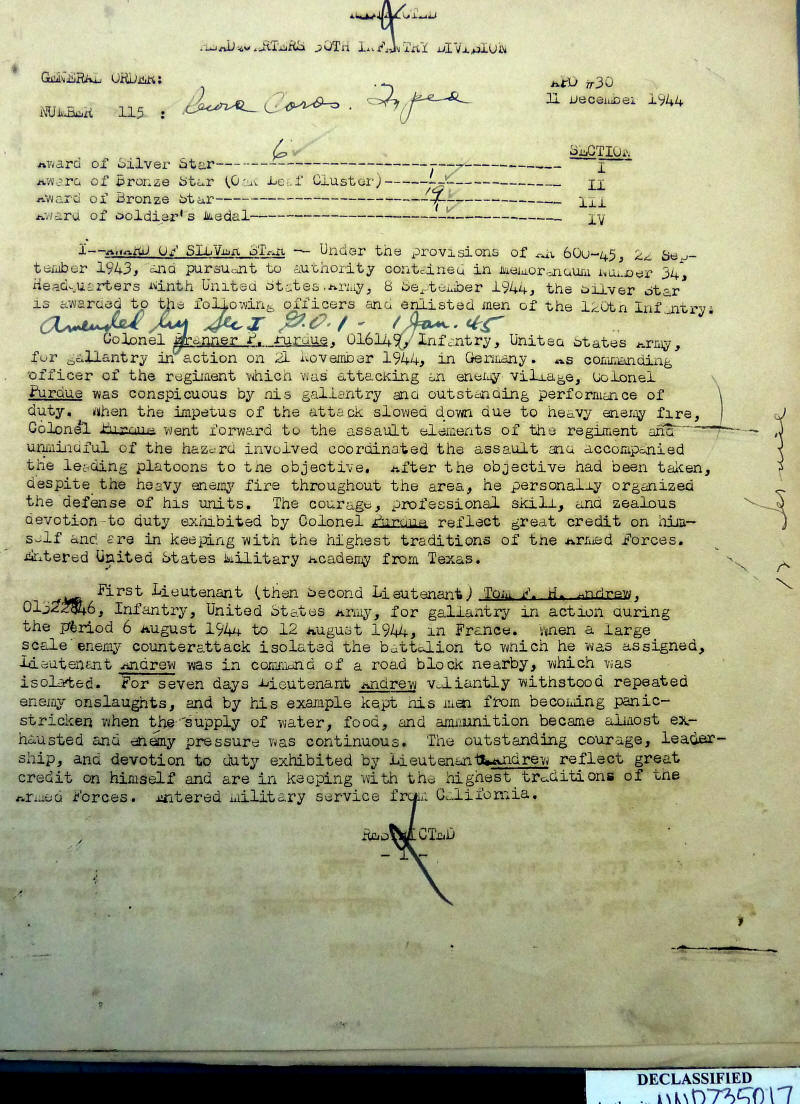 RESTRICTED
HEADQUARTERS 30TH INFANTRY DIVISION
GENERAL ORDER:
APO #30
NUMBER 115 : Cards. Typed
11 December 1944
SECTION
Award of Silver Star---6---I
Award of Bronze Star (Oak Leaf Cluster)---1---II
Award of Bronze Star---19---III
Award of Soldier's Medal---1---IV
I--AWARD OF SILVER STAR -- Under the provisions of AR 600-45, 22 Sep-
tember 1943, and pursuant to authority contained in Memorandum Number 34,
Headquarters Ninth United States Army, 8 September 1944, the Silver Star
is awarded to the following officers and enlisted men of the 120th Infantry:
Amended by Sec I G.O. 1 - 1 Jan. 45
Colonel Branner P. Purdue, 016149, Infantry, United States Army,
for gallantry in action on 21 November 1944, in Germany. As commanding
officer of the regiment which was attacking an enemy village, Colonel
Purdue was conspicuous by his gallantry and outstanding performance of
duty. When the impetus of the attack slowed down due to heavy enemy fire,
Colonel Purdue went forward to the assault elements of the regiment and
unmindful of the hazard involved coordinated the assault and accompanied
the leading platoons to the objective. After the objective had been taken,
despite the heavy enemy fire throughout the area, he personally organized
the defense of his units. The courage, professional skill, and zealous
devotion to duty exhibited by Colonel Purdue reflect great credit on him-
self and are in keeping with the highest traditions of the Armed Forces.
Entered United States Military Academy from Texas.
First Lieutenant (then Second Lieutenant) Tom F. H. Andrew,
Infantry, United States Army, for gallantry in action during
the period 6 August 1944 to 12 August 1944, in France. When a large
scale enemy counterattack isolated the battalion to which he was assigned,
Lieutenant Andrew was in command of a road block nearby, which was
isolated. For seven days Lieutenant Andrew valiantly withstood repeated
enemy onslaughts, and by his example kept his men from becoming panic-
stricken when the supply of water, food, and ammunition became almost ex-
hausted and enemy pressure was continuous. The outstanding courage, leader-
ship, and devotion to duty exhibited by Lieutenant Andrew reflect great
credit on himself and are in keeping with the highest traditions of the
Armed Forces. Entered military service from California.
RESTRICTED
- 1 -
DECLASSIFIED
NND735017